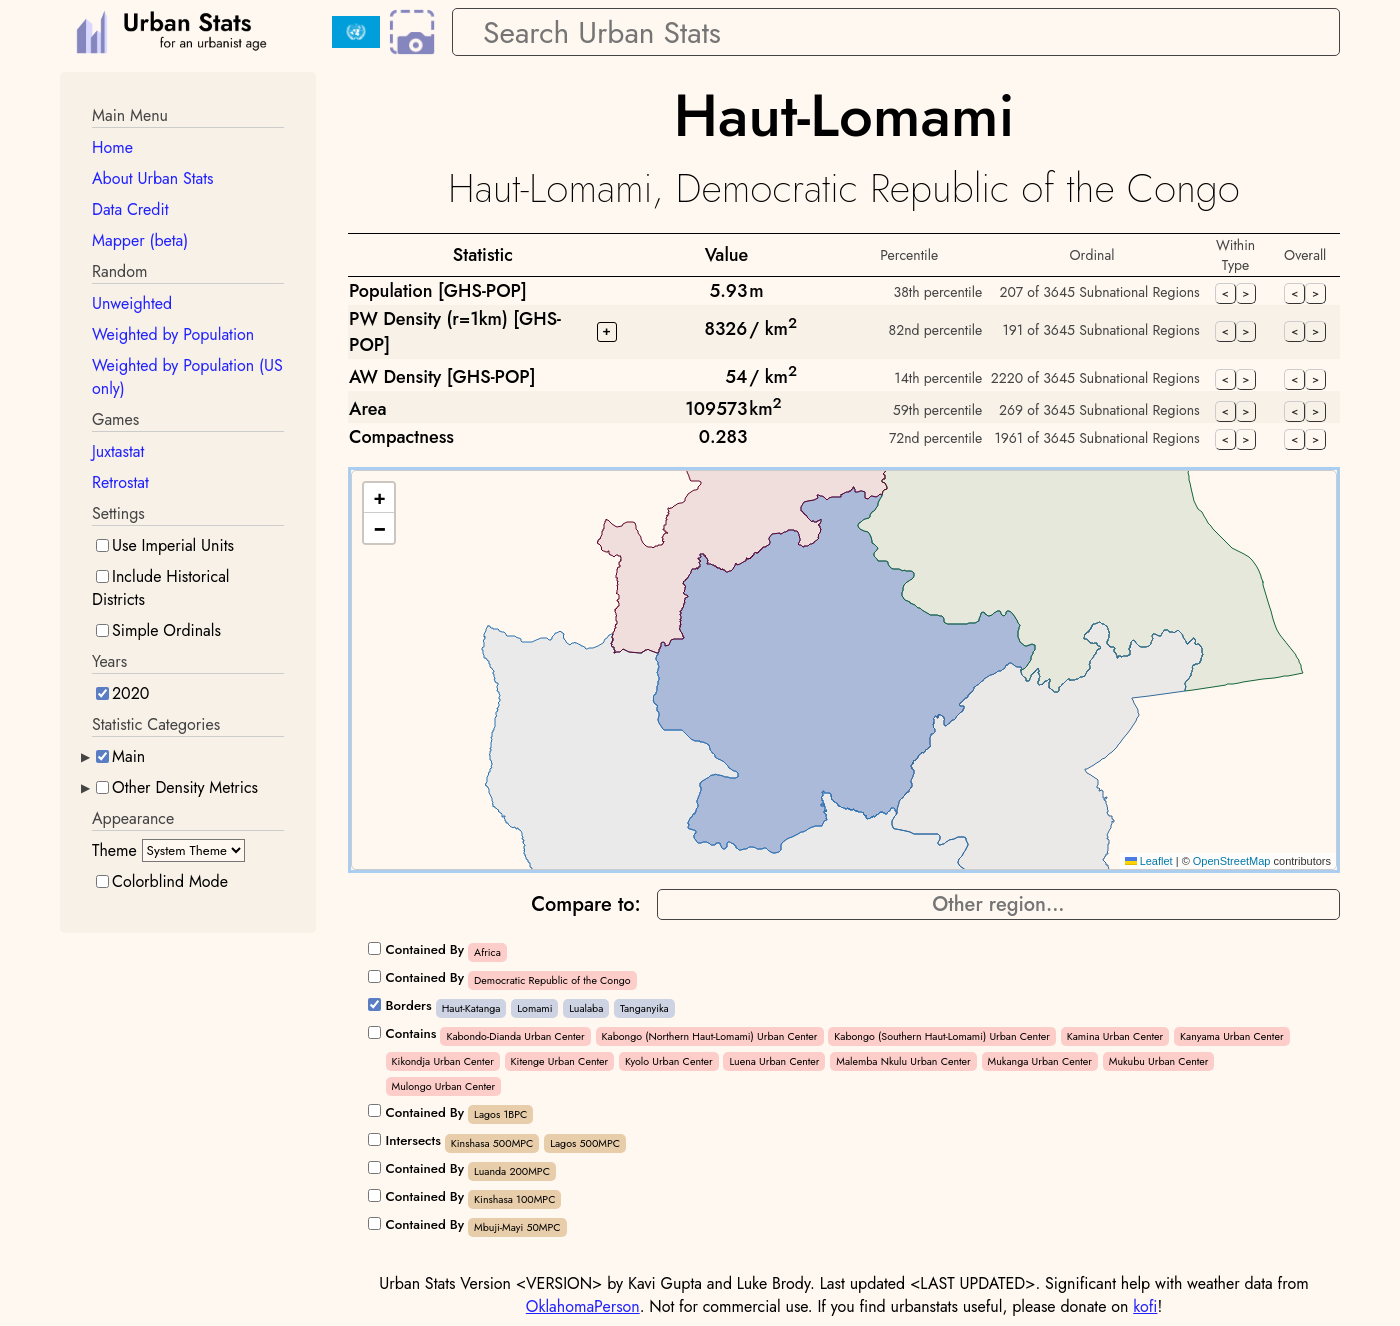 Urban Stats
for an urbanist age
Search Urban Stats
Main Menu
Home
About Urban Stats
Data Credit
Mapper (beta)
Random
Unweighted
Weighted by Population
Weighted by Population (US
only)
Games
Juxtastat
Retrostat
Settings
Use Imperial Units
Include Historical
Districts
Simple Ordinals
Years
2020
Statistic Categories
▶ Main
▶ Other Density Metrics
Appearance
Theme System Theme
Colorblind Mode
Haut-Lomami
Haut-Lomami, Democratic Republic of the Congo
Statistic Value Percentile Ordinal Within Type Overall
Population [GHS-POP] 5.93 m 38th percentile 207 of 3645 Subnational Regions < > < >
PW Density (r=1km) [GHS-
POP] + 8326 / km² 82nd percentile 191 of 3645 Subnational Regions < > < >
AW Density [GHS-POP] 54 / km² 14th percentile 2220 of 3645 Subnational Regions < > < >
Area 109573 km² 59th percentile 269 of 3645 Subnational Regions < > < >
Compactness 0.283 72nd percentile 1961 of 3645 Subnational Regions < > < >
+
−
Leaflet | © OpenStreetMap contributors
Compare to: Other region...
Contained By Africa
Contained By Democratic Republic of the Congo
Borders Haut-Katanga Lomami Lualaba Tanganyika
Contains Kabondo-Dianda Urban Center Kabongo (Northern Haut-Lomami) Urban Center Kabongo (Southern Haut-Lomami) Urban Center Kamina Urban Center Kanyama Urban Center
Kikondja Urban Center Kitenge Urban Center Kyolo Urban Center Luena Urban Center Malemba Nkulu Urban Center Mukanga Urban Center Mukubu Urban Center
Mulongo Urban Center
Contained By Lagos 1BPC
Intersects Kinshasa 500MPC Lagos 500MPC
Contained By Luanda 200MPC
Contained By Kinshasa 100MPC
Contained By Mbuji-Mayi 50MPC
Urban Stats Version <VERSION> by Kavi Gupta and Luke Brody. Last updated <LAST UPDATED>. Significant help with weather data from
OklahomaPerson. Not for commercial use. If you find urbanstats useful, please donate on kofi!